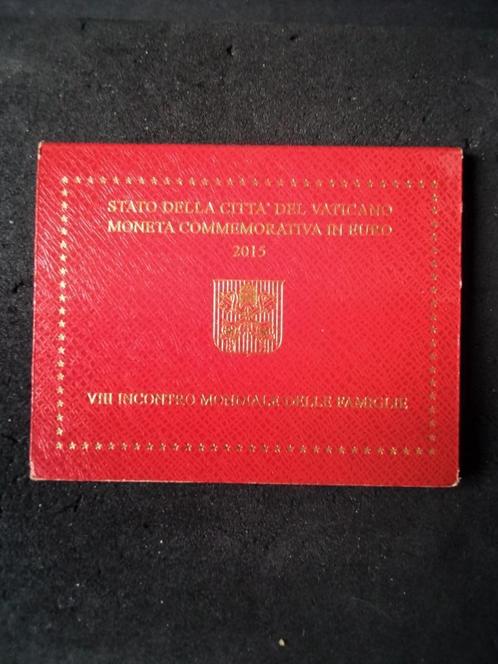 STATO DELLA CITTA' DEL VATICANO
MONETA COMMEMORATIVA IN EURO
2015
VIII INCONTRO MONDIALE DELLE FAMIGLIE